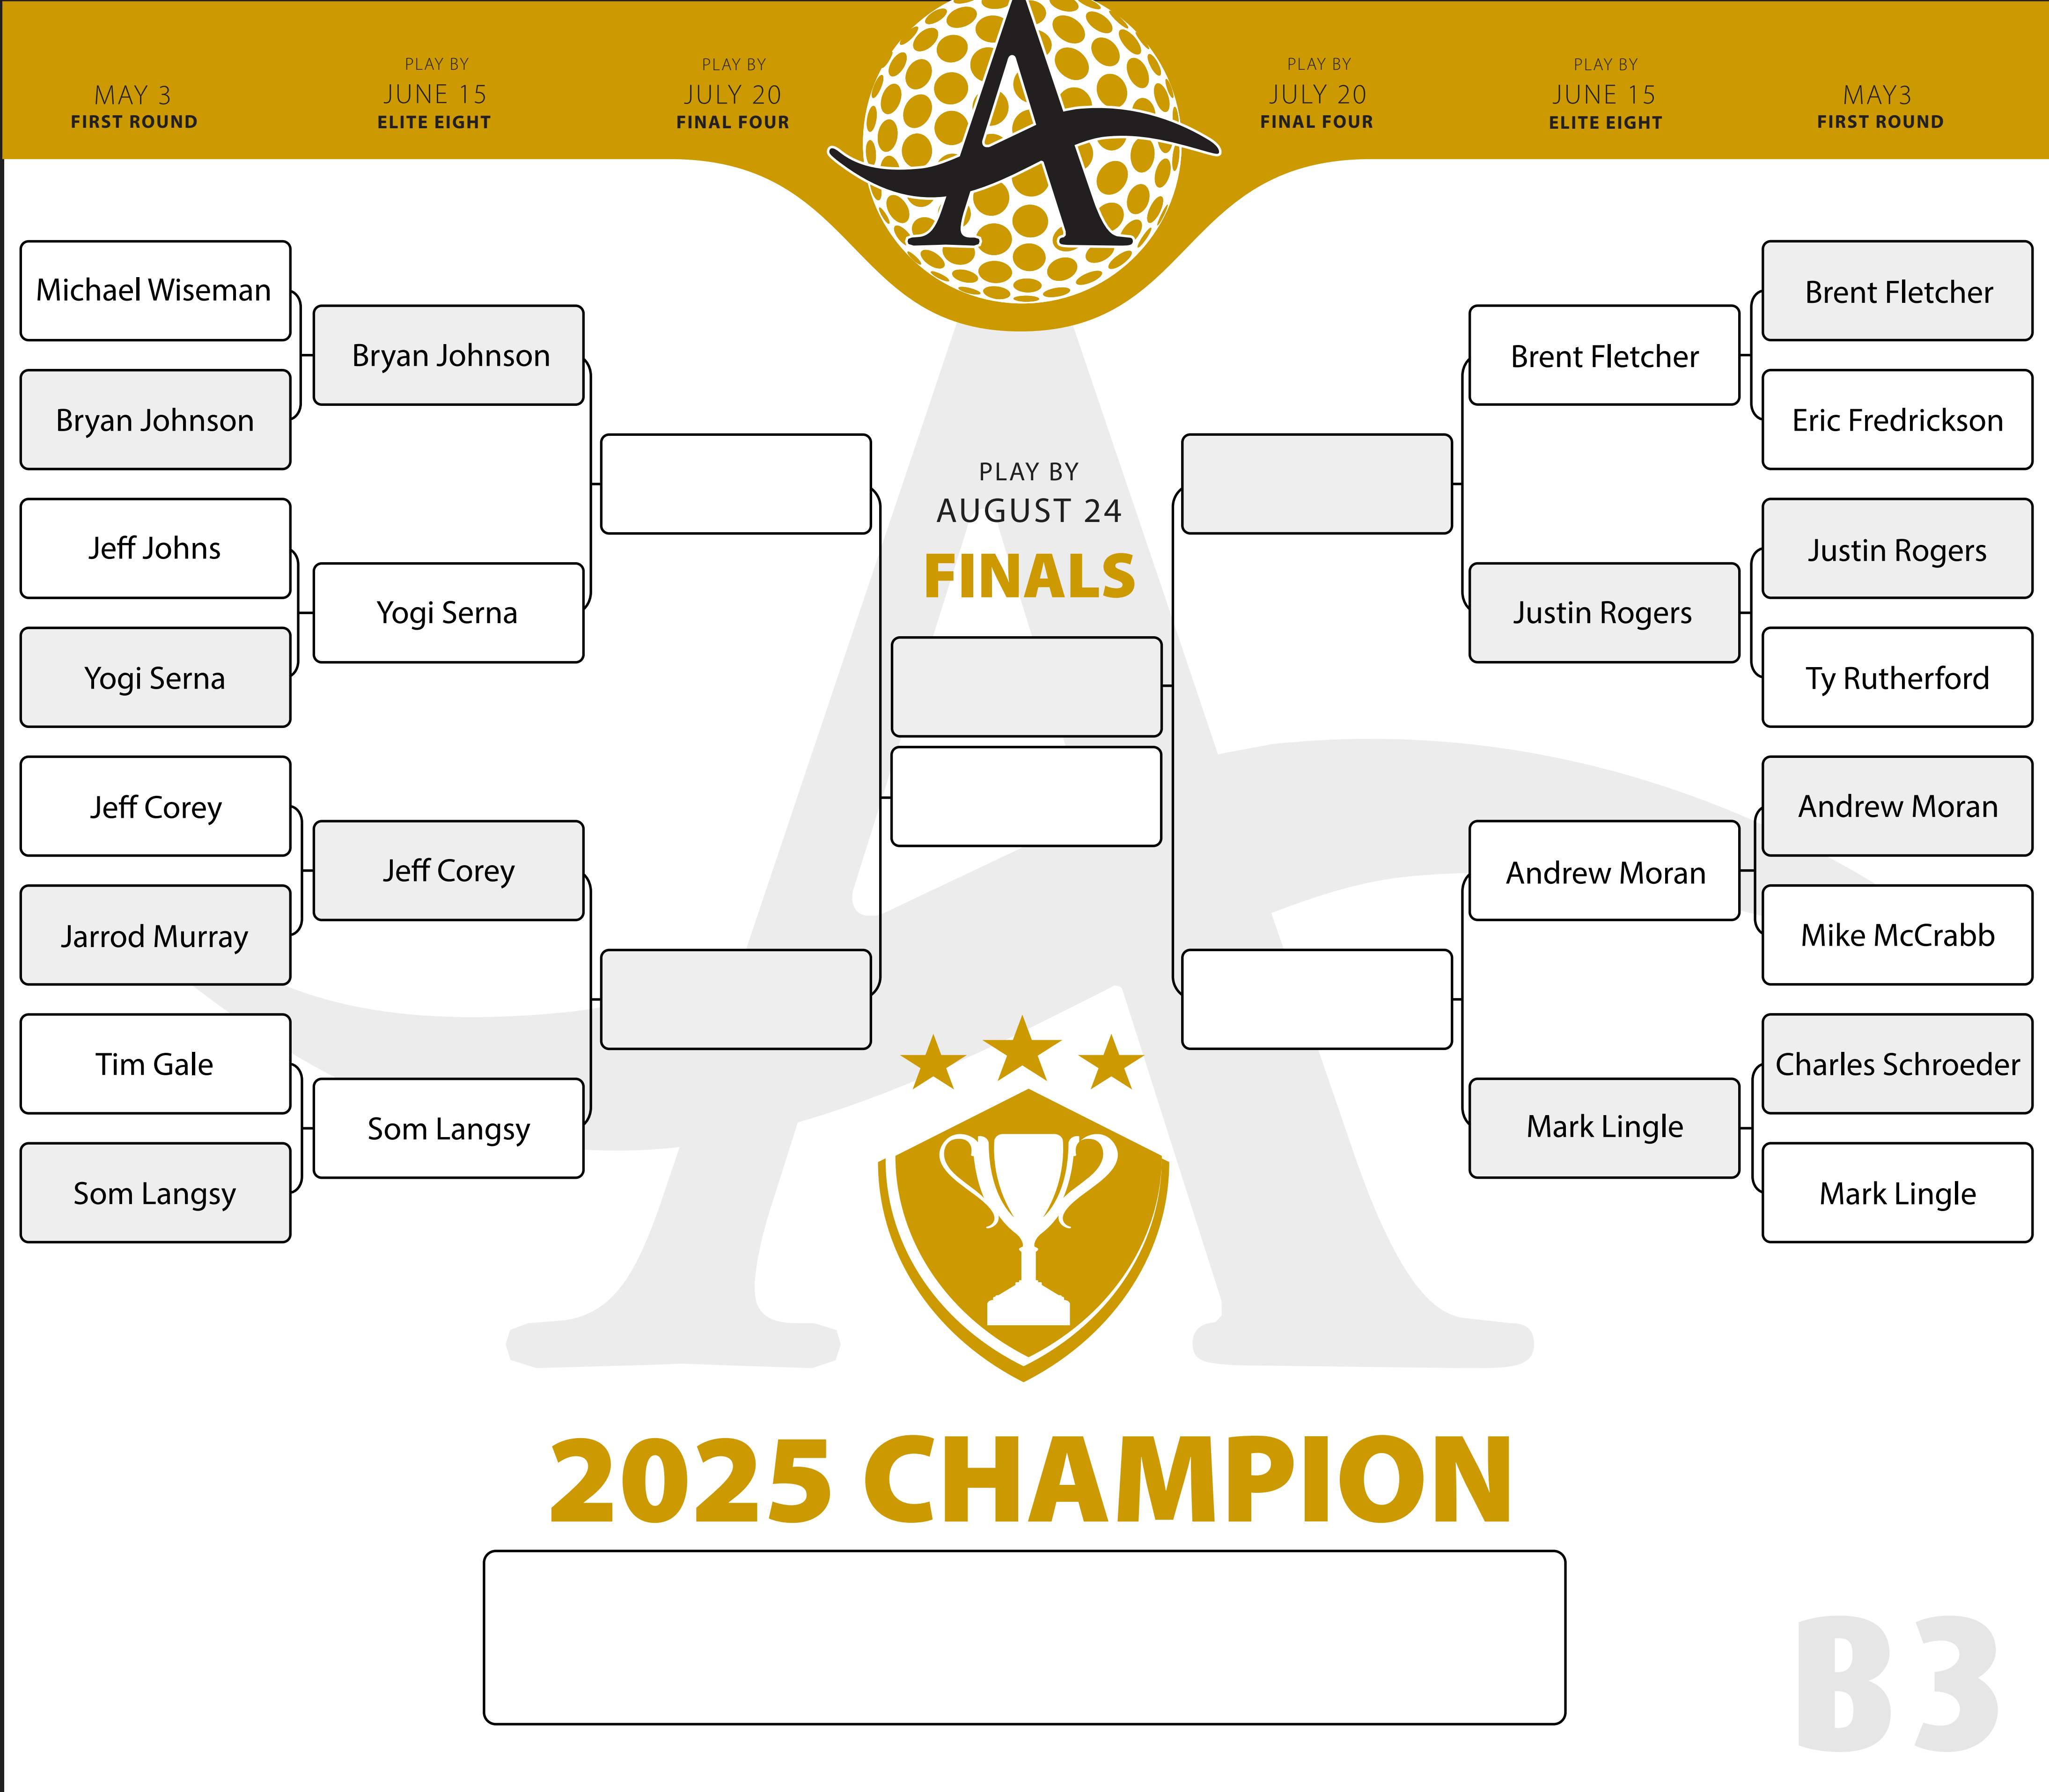 MAY 3
FIRST ROUND
PLAY BY
JUNE 15
ELITE EIGHT
PLAY BY
JULY 20
FINAL FOUR
A
PLAY BY
JULY 20
FINAL FOUR
PLAY BY
JUNE 15
ELITE EIGHT
MAY3
FIRST ROUND
Michael Wiseman
Bryan Johnson
Jeff Johns
Yogi Serna
Jeff Corey
Jarrod Murray
Tim Gale
Som Langsy
Bryan Johnson
Yogi Serna
Jeff Corey
Som Langsy
PLAY BY
AUGUST 24
FINALS
Brent Fletcher
Justin Rogers
Andrew Moran
Mark Lingle
Brent Fletcher
Eric Fredrickson
Justin Rogers
Ty Rutherford
Andrew Moran
Mike McCrabb
Charles Schroeder
Mark Lingle
2025 CHAMPION
B3